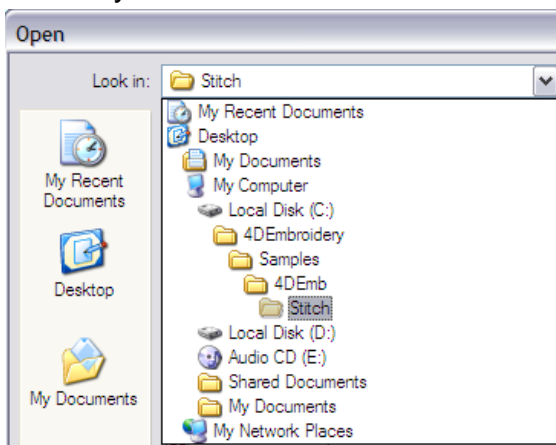 Open
Look in: Stitch
My Recent Documents
Desktop
My Documents
My Computer
Local Disk (C:)
4DEmbroidery
Samples
4DEmb
Stitch
Local Disk (D:)
Audio CD (E:)
Shared Documents
My Documents
My Network Places
My Recent
Documents
Desktop
My Documents